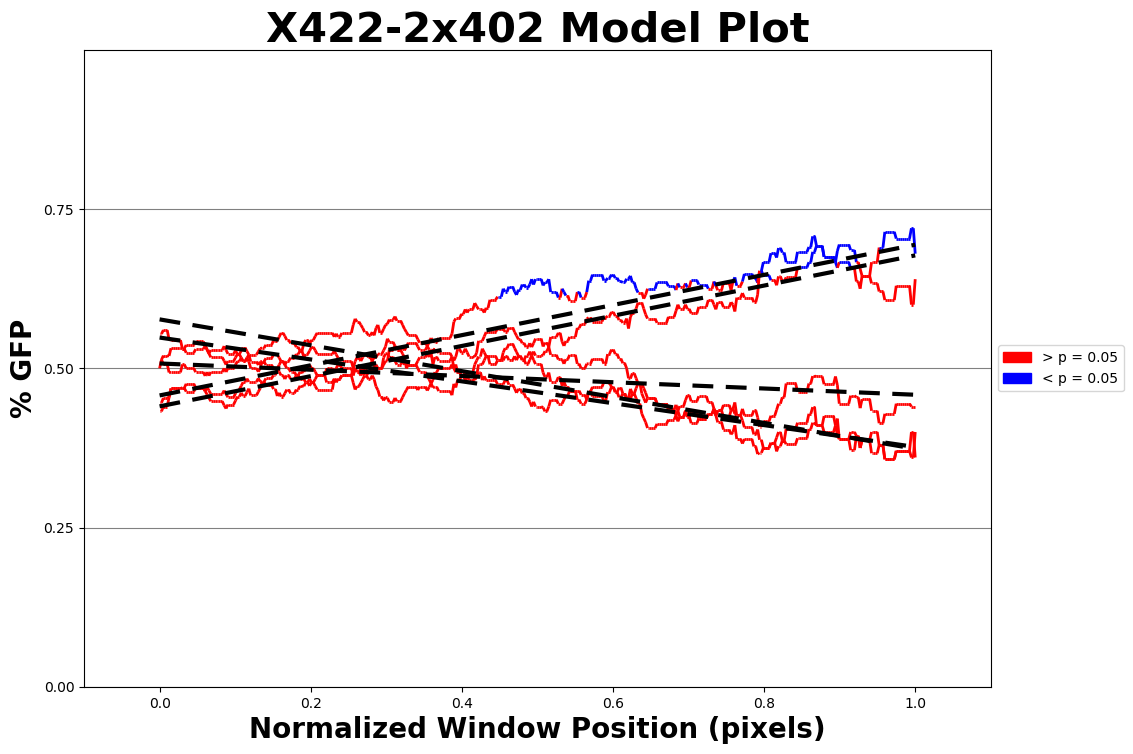 X422-2x402 Model Plot
% GFP
0.75
0.50
0.25
0.00
0.0 0.2 0.4 0.6 0.8 1.0
Normalized Window Position (pixels)
> p = 0.05
< p = 0.05